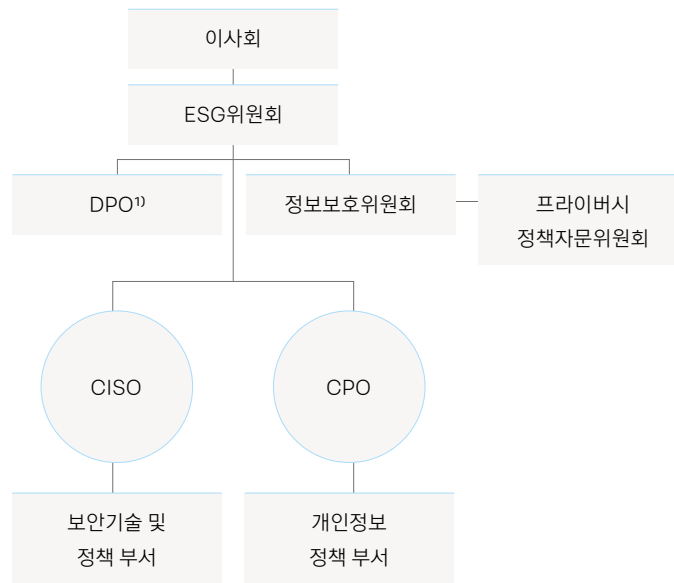 이사회
ESG위원회
DPO¹⁾
정보보호위원회
프라이버시
정책자문위원회
CISO
CPO
보안기술 및
정책 부서
개인정보
정책 부서